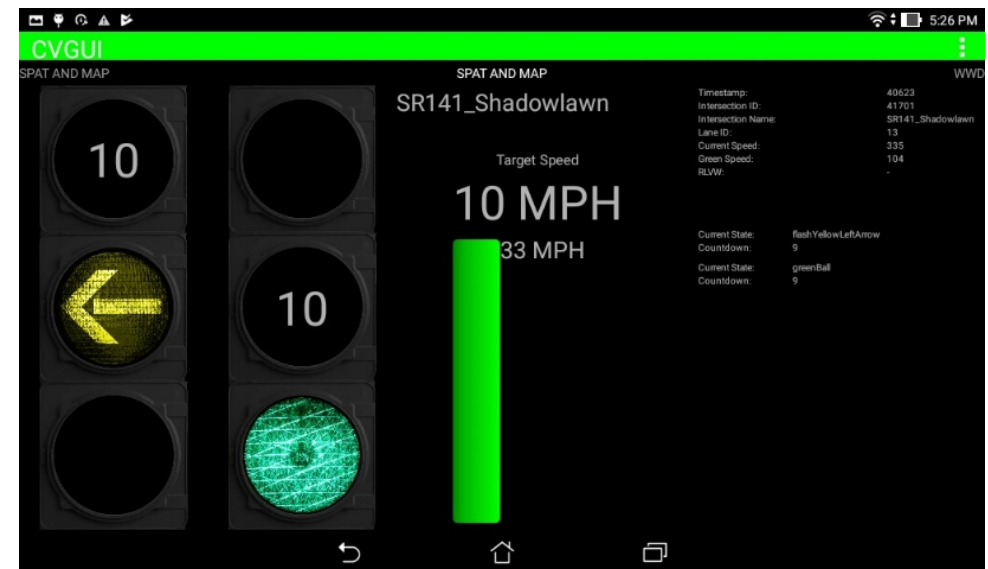 5:26 PM
CVGUI
SPAT AND MAP
SPAT AND MAP
WWD
10
10
SR141_Shadowlawn
Target Speed
10 MPH
33 MPH
Timestamp: 40623
Intersection ID: 41701
Intersection Name: SR141_Shadowlawn
Lane ID: 13
Current Speed: 335
Green Speed: 104
RLVW: -
Current State: flashYellowLeftArrow
Countdown: 9
Current State: greenBall
Countdown: 9